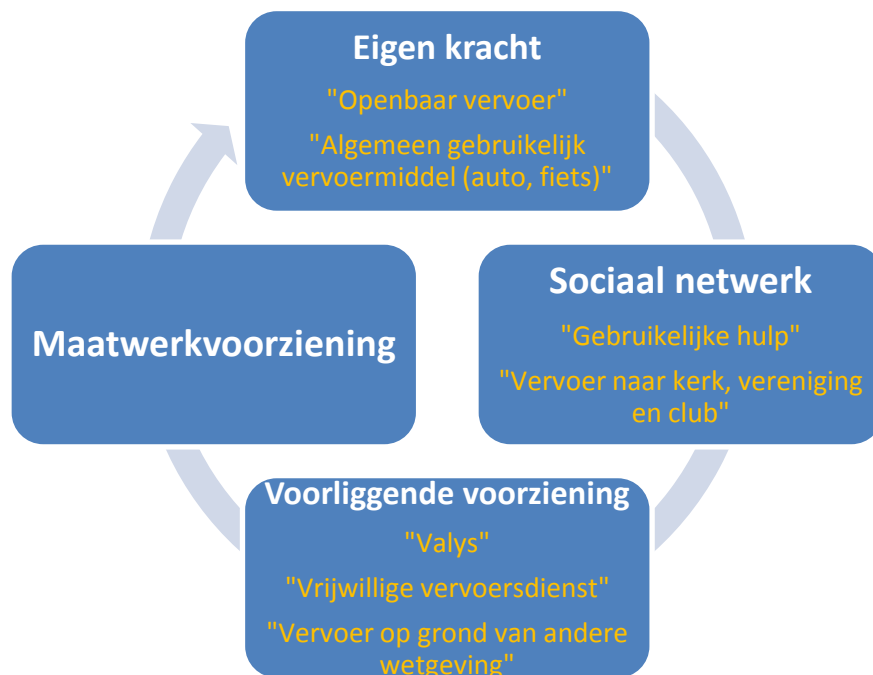 Eigen kracht
"Openbaar vervoer"
"Algemeen gebruikelijk
vervoermiddel (auto, fiets)"
Sociaal netwerk
"Gebruikelijke hulp"
"Vervoer naar kerk, vereniging
en club"
Voorliggende voorziening
"Valys"
"Vrijwillige vervoersdienst"
"Vervoer op grond van andere
wetgeving"
Maatwerkvoorziening